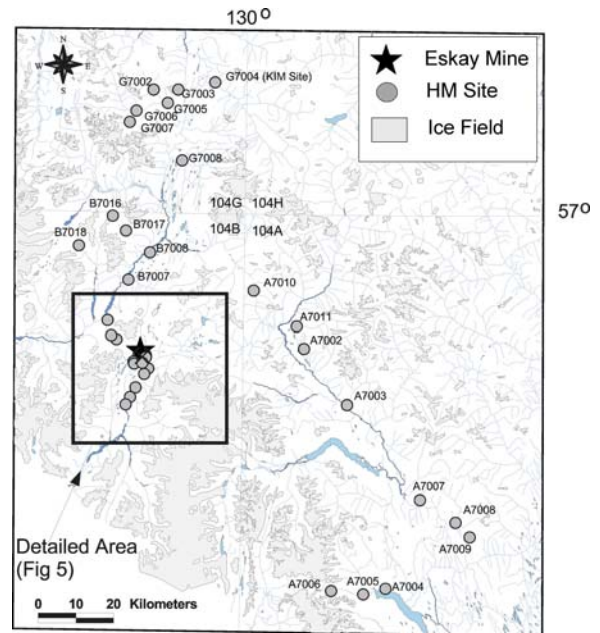 130°
N
W E
S
Eskay Mine
HM Site
Ice Field
G7002
G7003
G7004 (KIM Site)
G7005
G7006
G7007
G7008
57°
104G 104H
104B 104A
B7016
B7017
B7018
B7006
B7007
A7010
A7011
A7002
A7003
A7007
A7008
A7009
A7006
A7005
A7004
Detailed Area
(Fig 5)
0 10 20 Kilometers